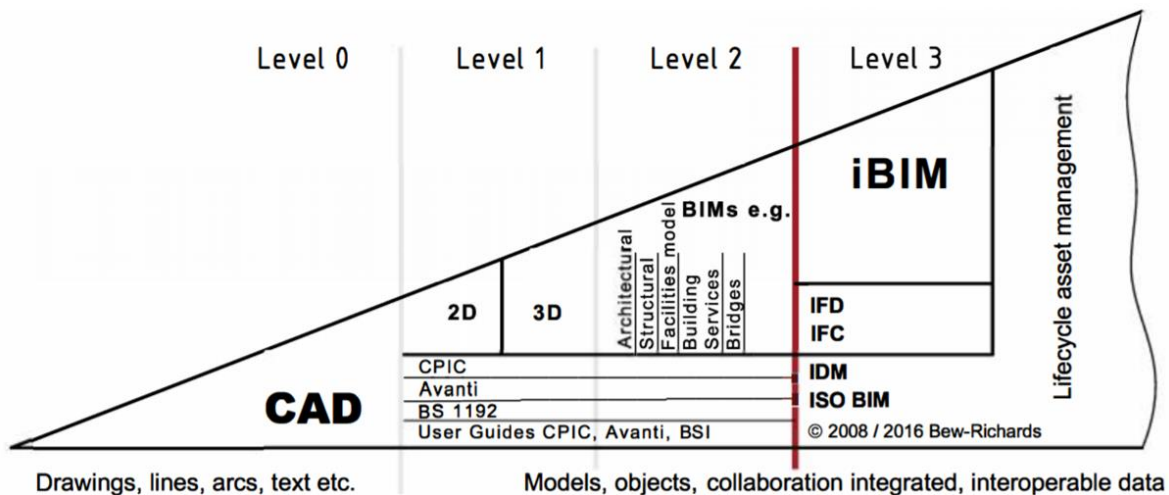 Level 0
Level 1
Level 2
Level 3
iBIM
Lifecycle asset management
BIMs e.g.
Architectural
Structural
Facilities model
Building
Services
Bridges
2D
3D
IFD
IFC
CPIC
IDM
Avanti
ISO BIM
CAD
BS 1192
User Guides CPIC, Avanti, BSI
© 2008 / 2016 Bew-Richards
Drawings, lines, arcs, text etc.
Models, objects, collaboration integrated, interoperable data